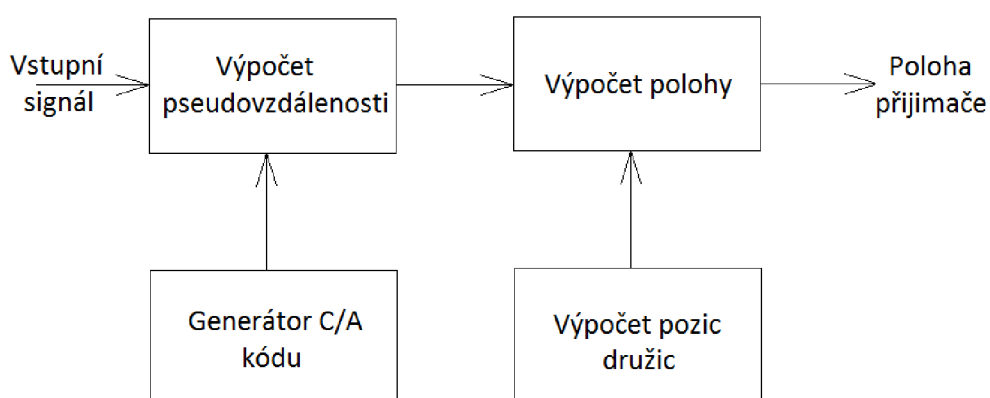 Vstupní
signál
Výpočet
pseudovzdálenosti
Výpočet polohy
Poloha
přijimače
Generátor C/A
kódu
Výpočet pozic
družic